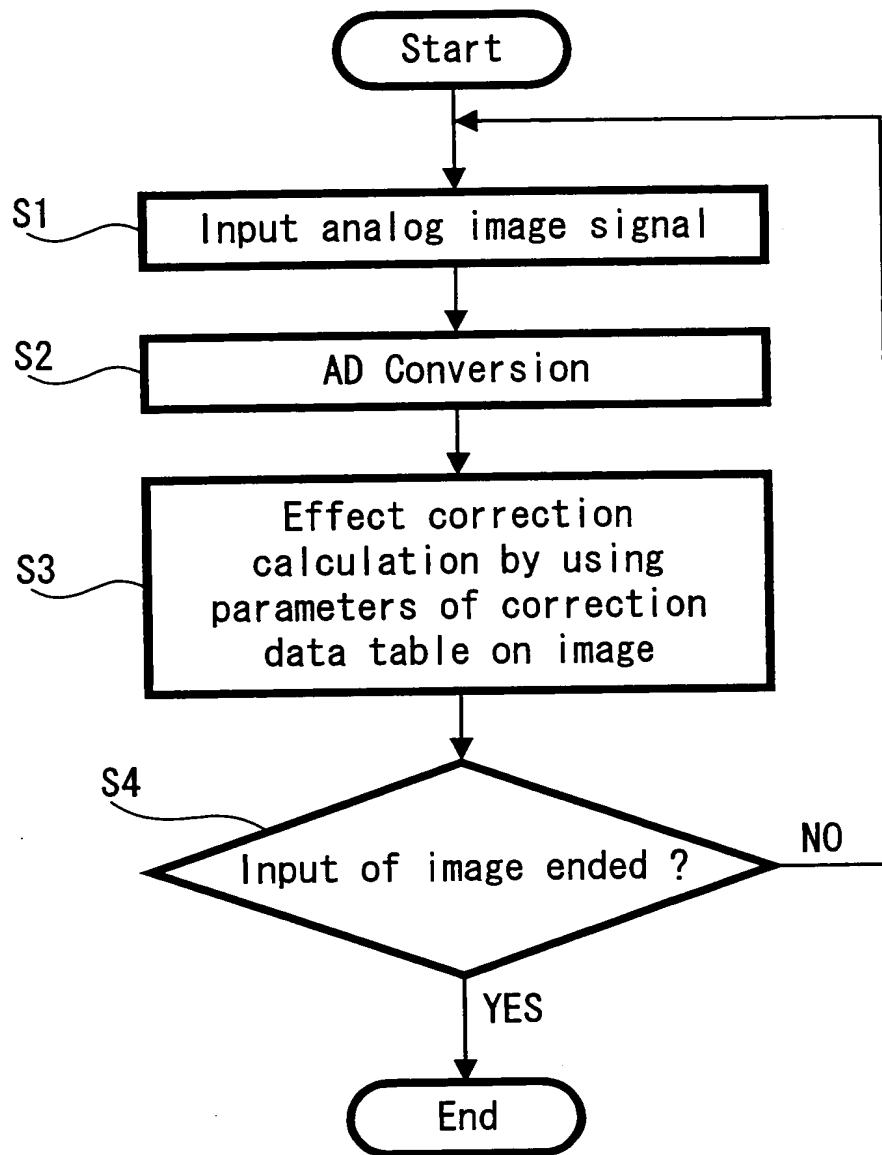 Start
S1
Input analog image signal
S2
AD Conversion
S3
Effect correction
calculation by using
parameters of correction
data table on image
S4
Input of image ended ?
NO
YES
End